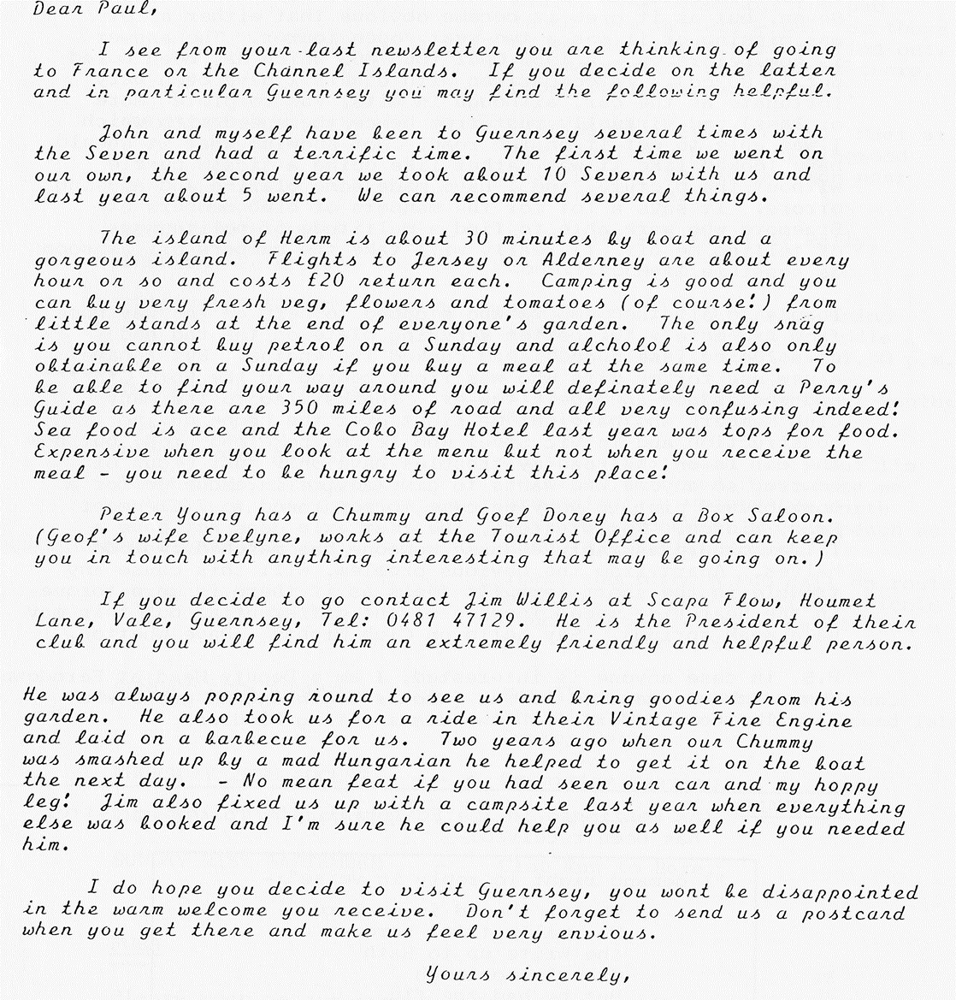 Dear Paul,
I see from your last newsletter you are thinking of going
to France or the Channel Islands. If you decide on the latter
and in particular Guernsey you may find the following helpful.
John and myself have been to Guernsey several times with
the Seven and had a terrific time. The first time we went on
our own, the second year we took about 10 Sevens with us and
last year about 5 went. We can recommend several things.
The island of Herm is about 30 minutes by boat and a
gorgeous island. Flights to Jersey or Alderney are about every
hour or so and costs £20 return each. Camping is good and you
can buy very fresh veg, flowers and tomatoes (of course!) from
little stands at the end of everyone's garden. The only snag
is you cannot buy petrol on a Sunday and alcholol is also only
obtainable on a Sunday if you buy a meal at the same time. To
be able to find your way around you will definately need a Perry's
Guide as there are 350 miles of road and all very confusing indeed!
Sea food is ace and the Cobo Bay Hotel last year was tops for food.
Expensive when you look at the menu but not when you receive the
meal - you need to be hungry to visit this place!
Peter Young has a Chummy and Goef Dorey has a Box Saloon.
(Geof's wife Evelyne, works at the Tourist Office and can keep
you in touch with anything interesting that may be going on.)
If you decide to go contact Jim Willis at Scapa Flow, Houmet
Lane, Vale, Guernsey, Tel: 0481 47129. He is the President of their
club and you will find him an extremely friendly and helpful person.
He was always popping round to see us and bring goodies from his
garden. He also took us for a ride in their Vintage Fire Engine
and laid on a barbecue for us. Two years ago when our Chummy
was smashed up by a mad Hungarian he helped to get it on the boat
the next day. - No mean feat if you had seen our car and my hoppy
leg! Jim also fixed us up with a campsite last year when everything
else was booked and I'm sure he could help you as well if you needed
him.
I do hope you decide to visit Guernsey, you wont be disappointed
in the warm welcome you receive. Don't forget to send us a postcard
when you get there and make us feel very envious.
Yours sincerely,